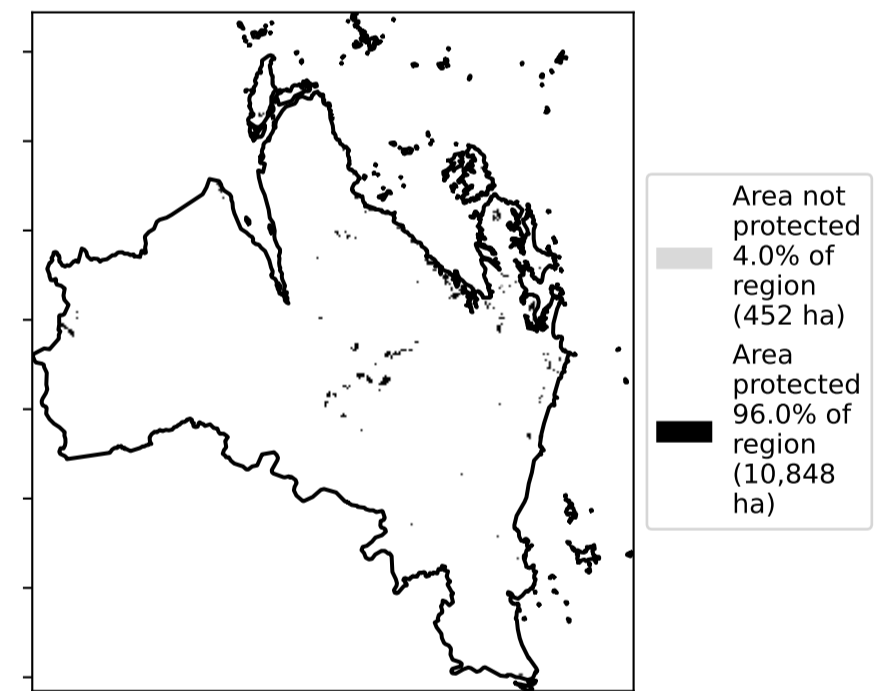 Area not
protected
4.0% of
region
(452 ha)
Area
protected
96.0% of
region
(10,848
ha)